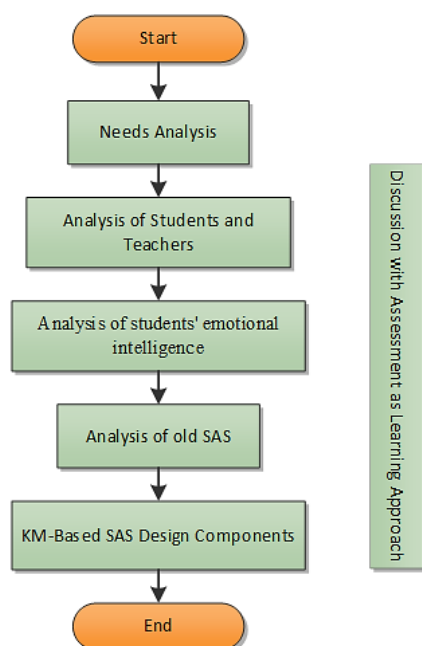 Start
Needs Analysis
Analysis of Students and
Teachers
Analysis of students' emotional
intelligence
Analysis of old SAS
KM-Based SAS Design Components
End
Discussion with Assessment as Learning Approach